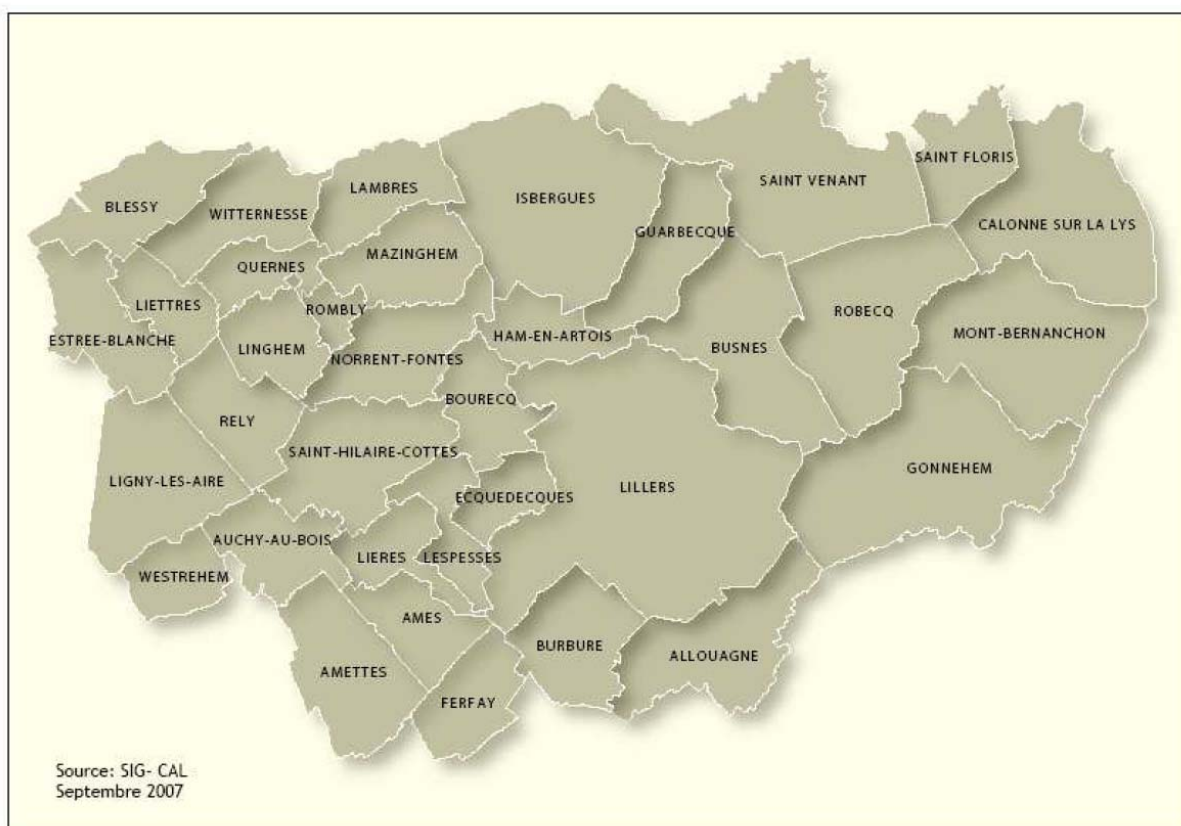 SAINT FLORIS
LAMBRES
SAINT VENANT
ISBERGUES
BLESSY
WITTERNESSE
CALONNE SUR LA LYS
GUARBECQUE
MAZINGHEM
QUERNES
LIETTRES
ROMBLY
ROBECQ
MONT-BERNANCHON
HAM-EN-ARTOIS
ESTREE-BLANCHE
LINGHEM
BUSNES
NORRENT-FONTES
BOURECQ
RELY
SAINT-HILAIRE-COTTES
GONNEHEM
LIGNY-LES-AIRE
LILLERS
ECQUEDECQUES
AUCHY-AU-BOIS
LIERES
LESPESSES
WESTREHEM
AMES
BURBURE
ALLOUAGNE
AMETTES
FERFAY
Source: SIG- CAL
Septembre 2007